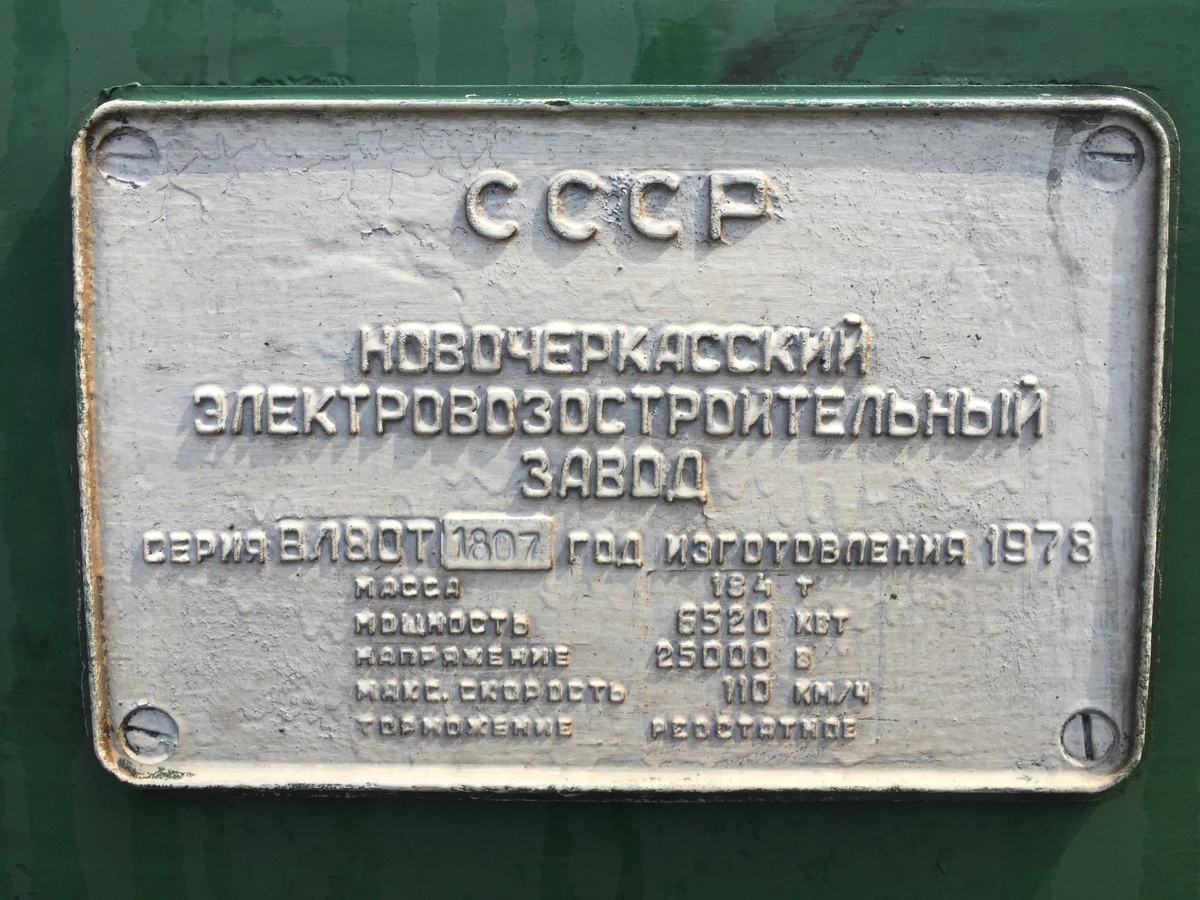 СССР
НОВОЧЕРКАССКИЙ
ЭЛЕКТРОВОЗОСТРОИТЕЛЬНЫЙ
ЗАВОД
СЕРИЯ ВЛ80Т 1807 ГОД ИЗГОТОВЛЕНИЯ 1978
МАССА 184 Т
МОЩНОСТЬ 6520 КВТ
НАПРЯЖЕНИЕ 25000 В
МАКС. СКОРОСТЬ 110 КМ/Ч
ТОРМОЖЕНИЕ РЕОСТАТНОЕ